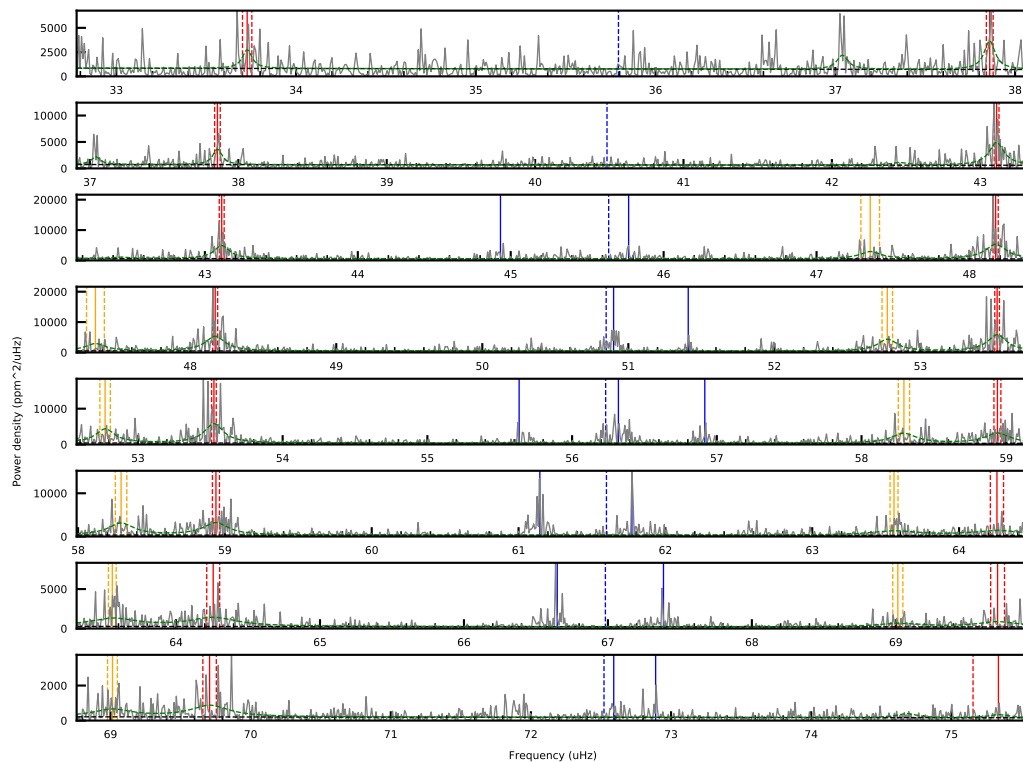 5000
2500
0
33 34 35 36 37 38
10000
5000
0
37 38 39 40 41 42 43
20000
10000
0
43 44 45 46 47 48
20000
10000
0
48 49 50 51 52 53
Power density (ppm^2/uHz)
10000
0
53 54 55 56 57 58 59
10000
0
58 59 60 61 62 63 64
5000
0
64 65 66 67 68 69
2000
0
69 70 71 72 73 74 75
Frequency (uHz)